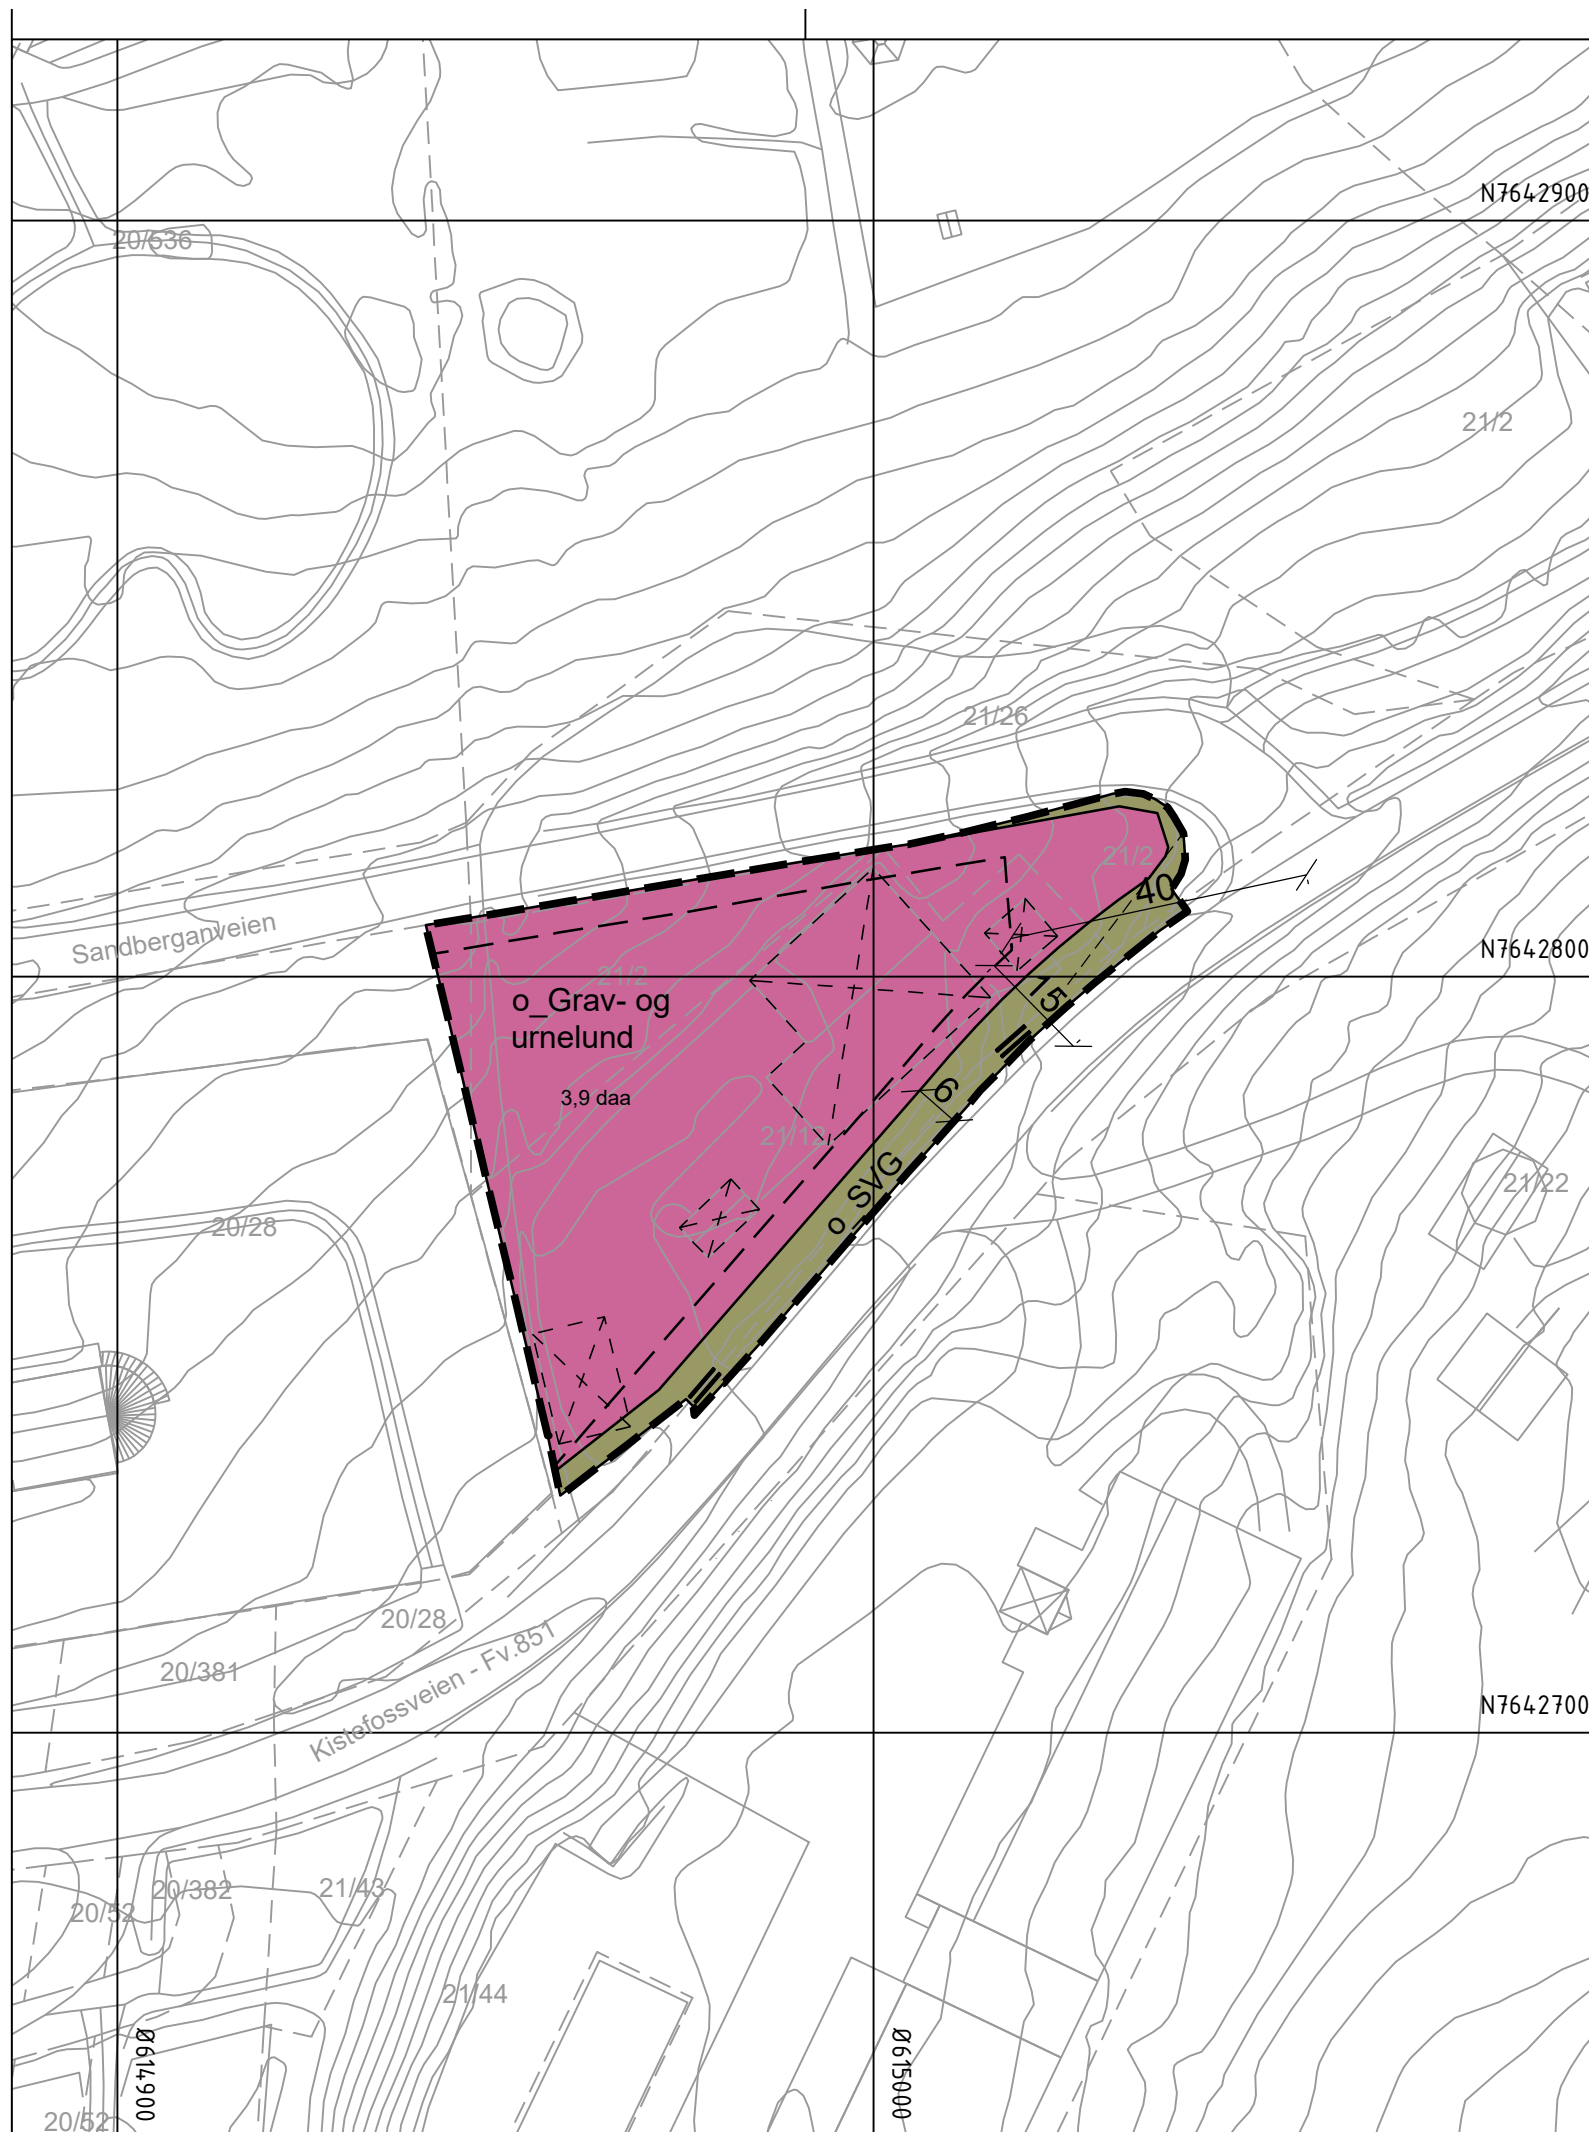 N7642900
20/536
21/2
21/26
21/2
40
Sandberganveien
N7642800
21/2
o_Grav- og
urnelund
15
3,9 daa
6
21/12
o_SVG
21/22
20/28
20/28
Kistefossveien - Fv.851
20/381
N7642700
20/382
21/43
20/52
21/44
Ø614900
Ø615000
20/52